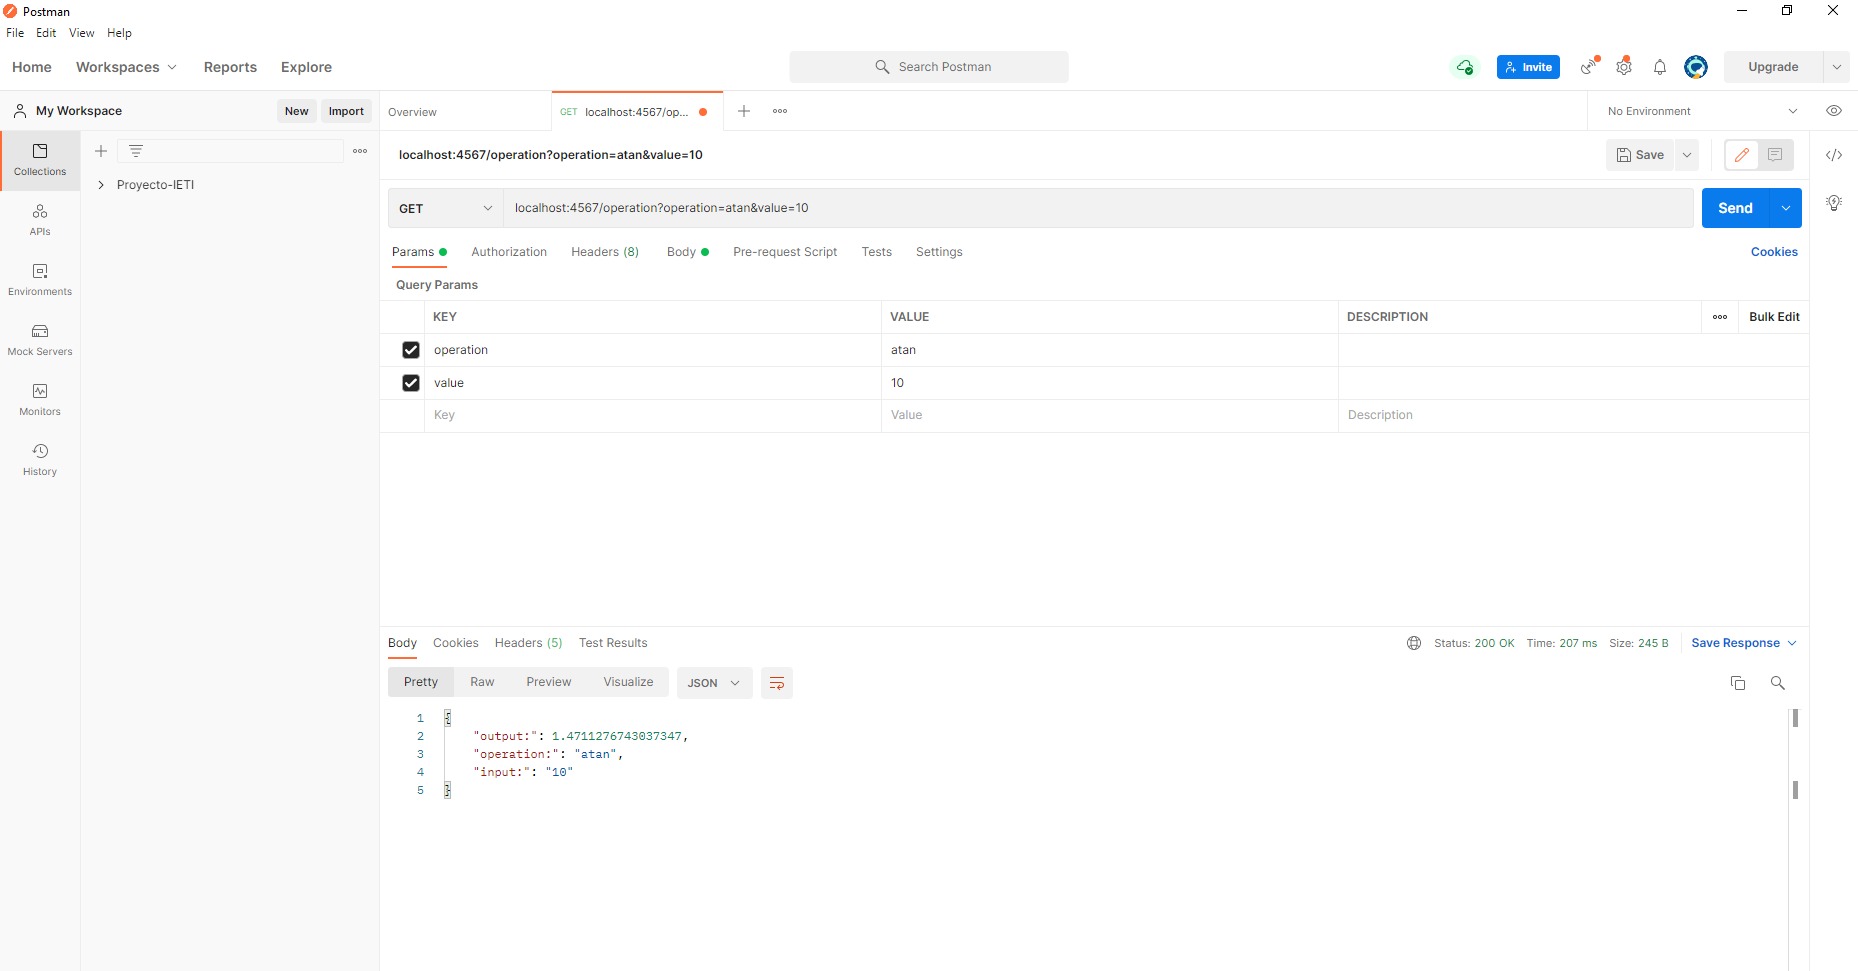 Postman
File Edit View Help
Home Workspaces Reports Explore
Search Postman
Invite
Upgrade
My Workspace
New Import
Overview
GET localhost:4567/op...
No Environment
Collections
Proyecto-IETI
APIs
Environments
Mock Servers
Monitors
History
localhost:4567/operation?operation=atan&value=10
Save
GET localhost:4567/operation?operation=atan&value=10
Send
Params Authorization Headers (8) Body Pre-request Script Tests Settings
Cookies
Query Params
KEY VALUE DESCRIPTION
Bulk Edit
operation atan
value 10
Key Value Description
Body Cookies Headers (5) Test Results
Status: 200 OK Time: 207 ms Size: 245 B
Save Response
Pretty Raw Preview Visualize JSON
1 {
2 "output:": 1.4711276743037347,
3 "operation:": "atan",
4 "input:": "10"
5 }